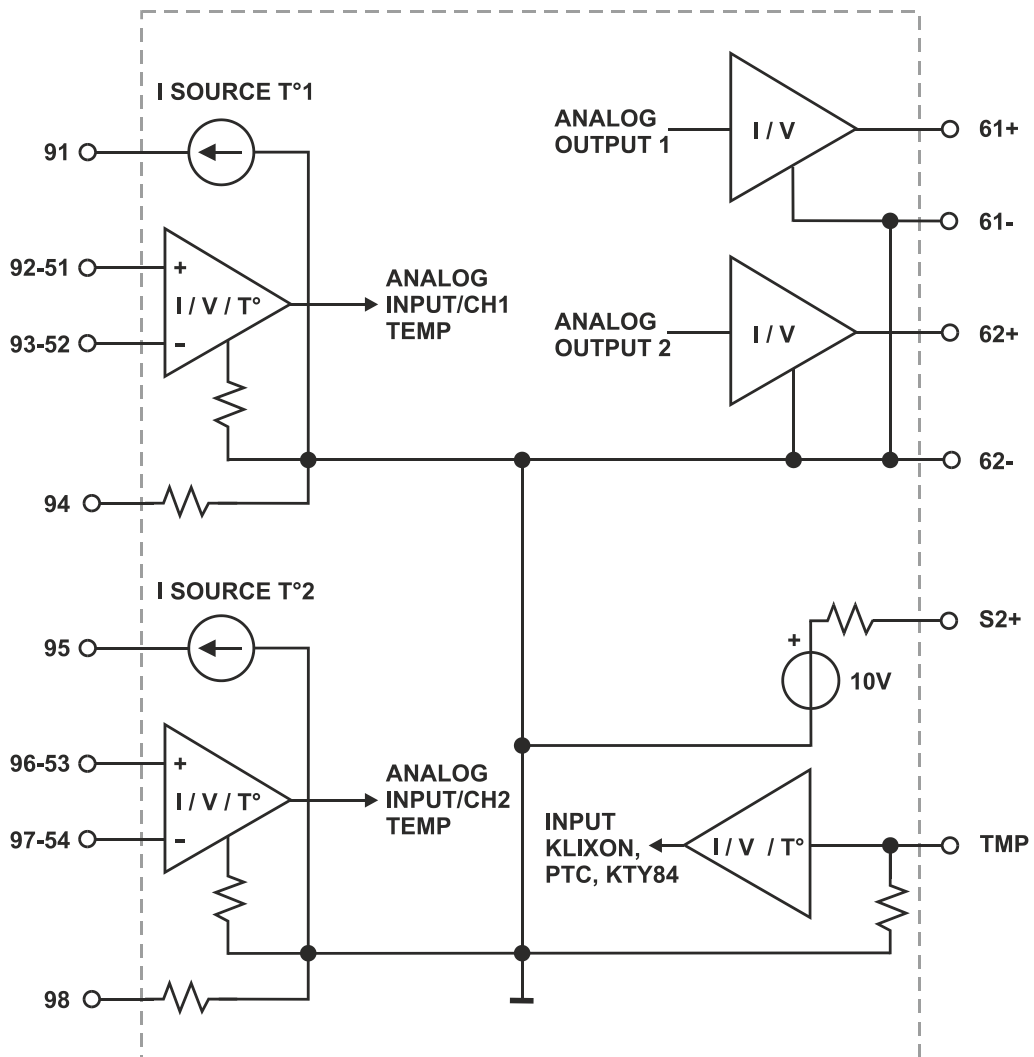 I SOURCE T°1
91
92-51
+
I / V / T°
93-52
–
ANALOG
INPUT/CH1
TEMP
94
ANALOG
OUTPUT 1
I / V
61+
61-
ANALOG
OUTPUT 2
I / V
62+
62-
I SOURCE T°2
95
96-53
+
I / V / T°
97-54
–
ANALOG
INPUT/CH2
TEMP
98
S2+
+
10V
INPUT
KLIXON,
PTC, KTY84
I / V / T°
TMP